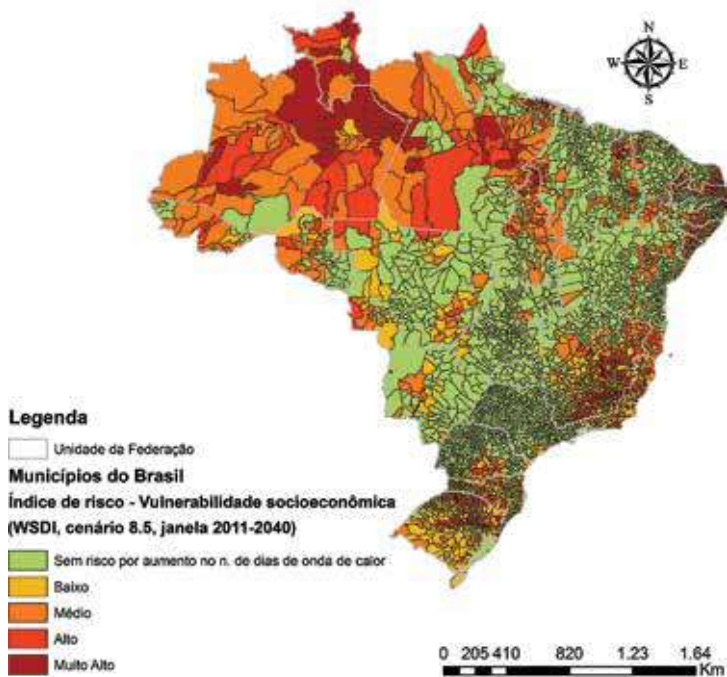 N
W E
S
Legenda
Unidade da Federação
Municípios do Brasil
Índice de risco - Vulnerabilidade socioeconômica
(WSDI, cenário 8.5, janela 2011-2040)
Sem risco por aumento no n. de dias de onda de calor
Baixo
Médio
Alto
Muito Alto
0 205 410 820 1.23 1.64
Km